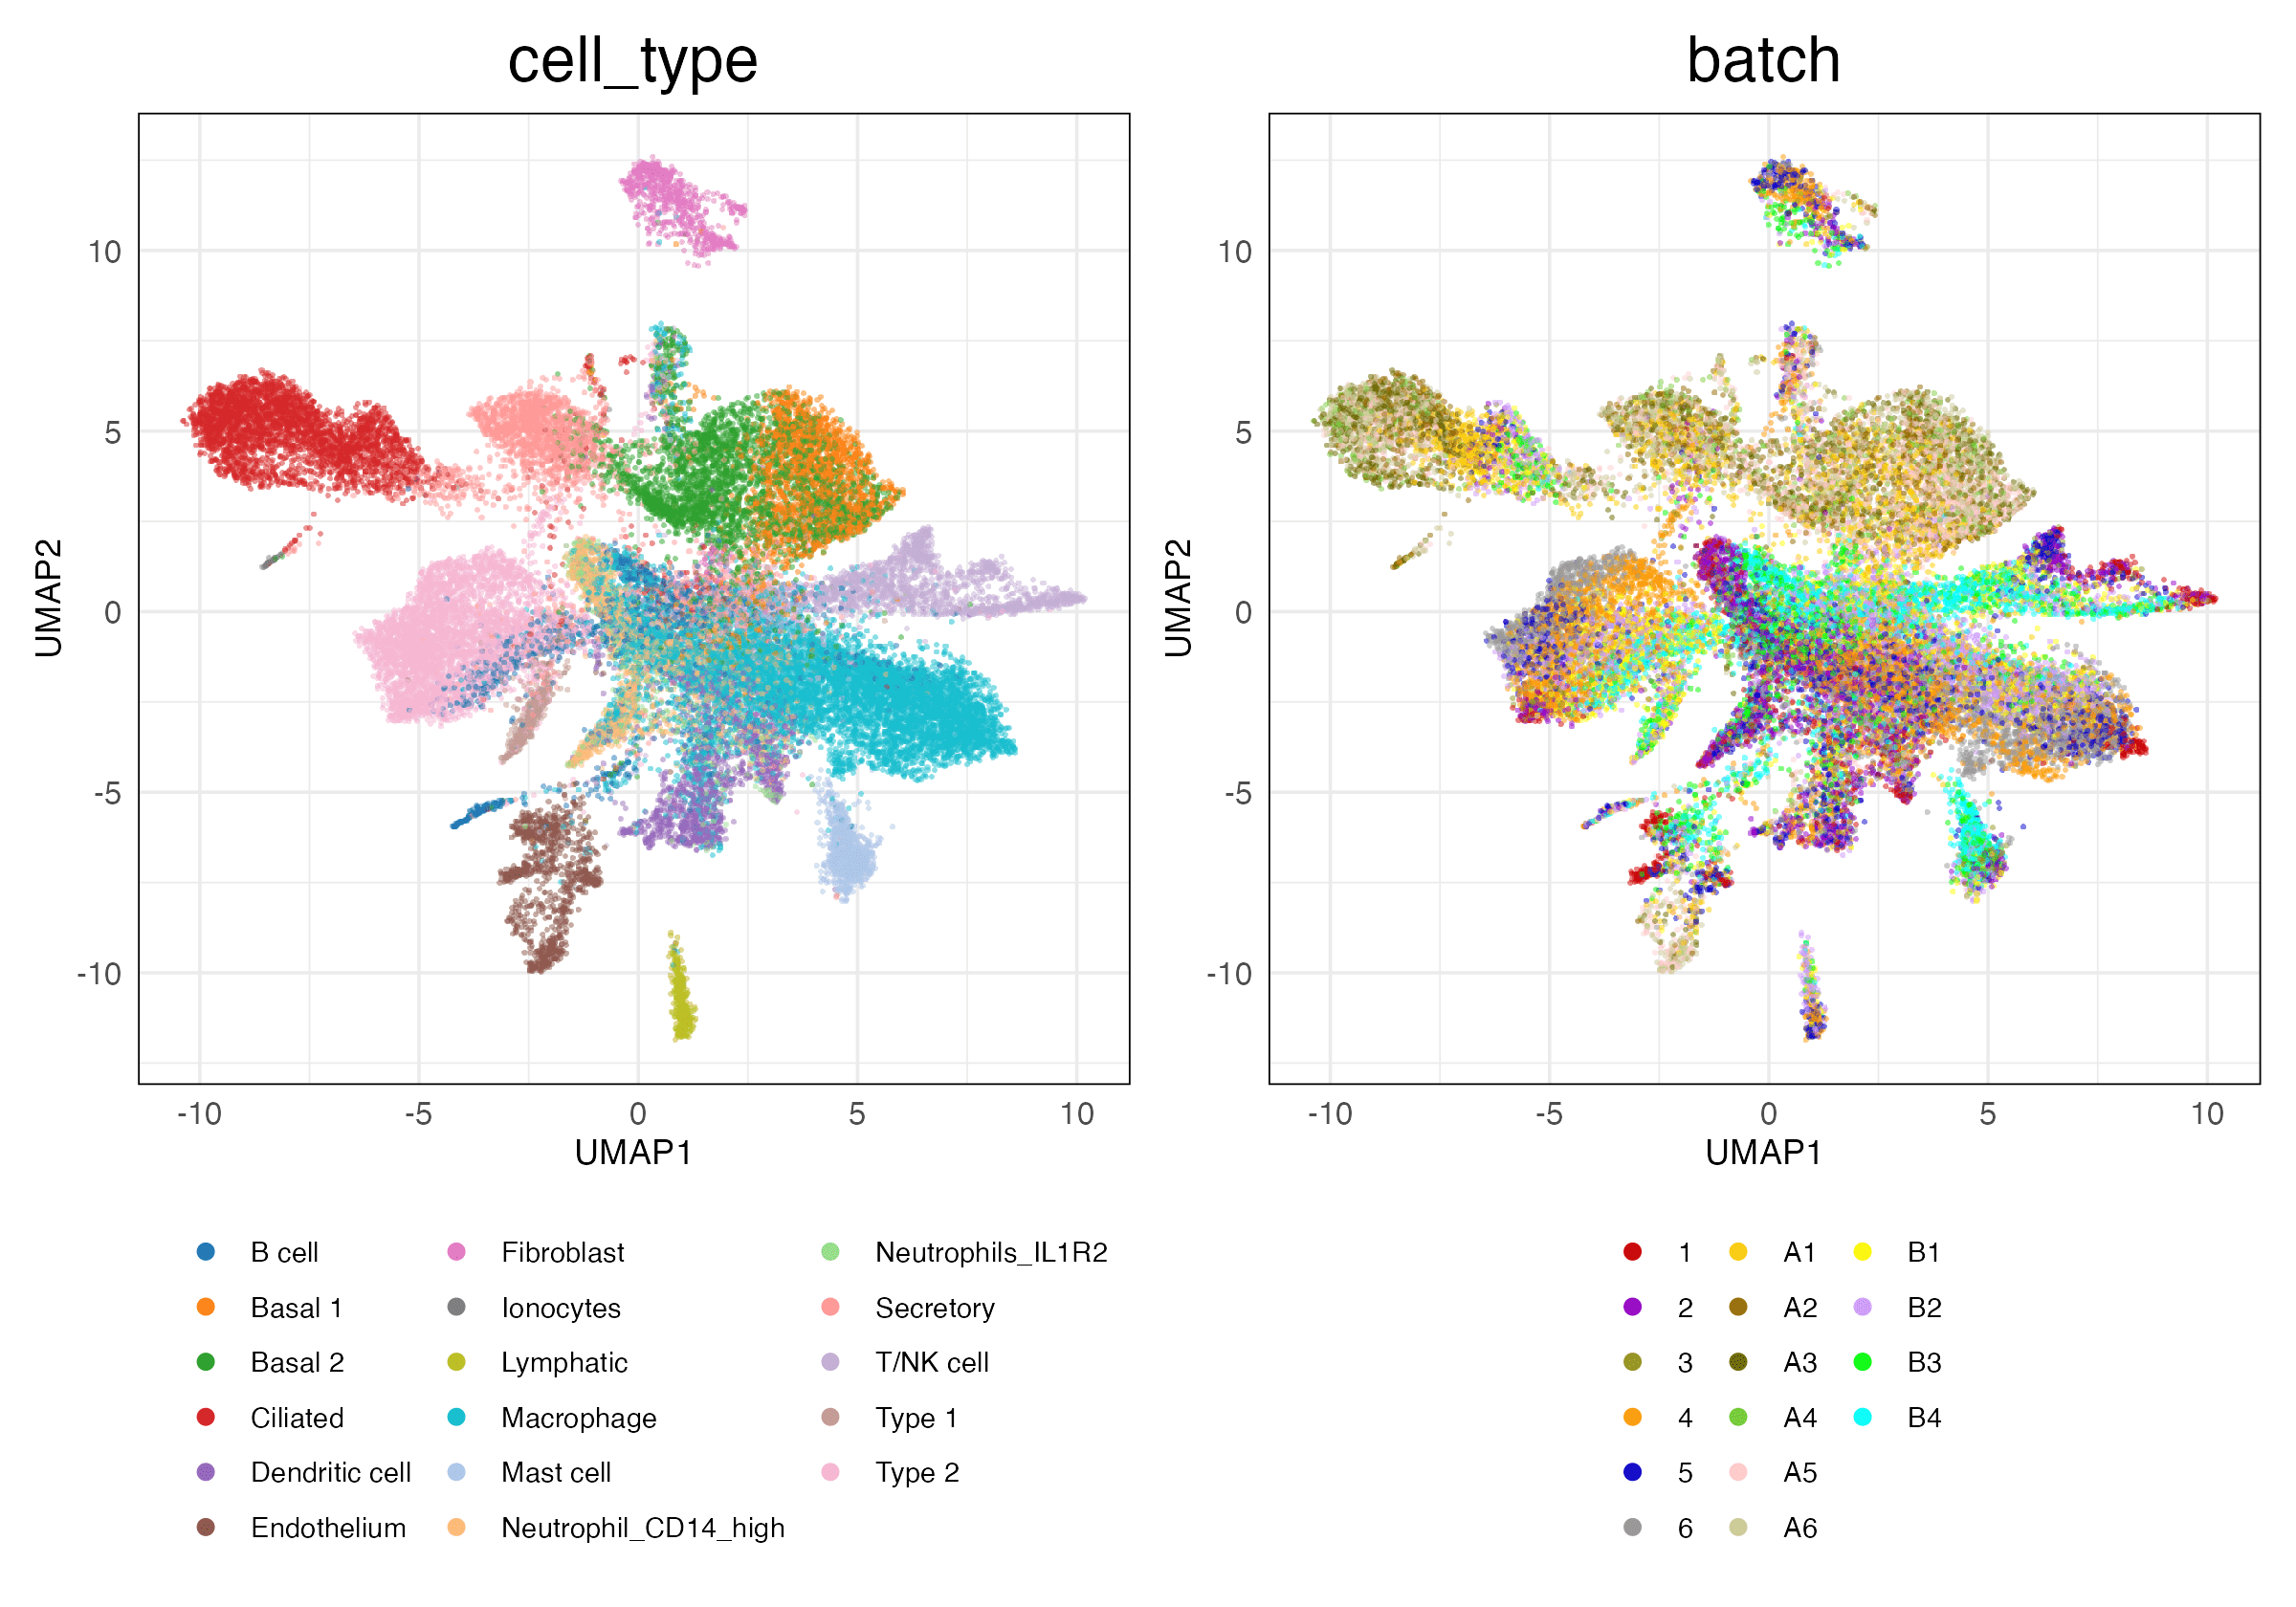 cell_type
batch
10
5
0
-5
-10
UMAP2
-10 -5 0 5 10
UMAP1
10
5
0
-5
-10
UMAP2
-10 -5 0 5 10
UMAP1
B cell Fibroblast Neutrophils_IL1R2
Basal 1 Ionocytes Secretory
Basal 2 Lymphatic T/NK cell
Ciliated Macrophage Type 1
Dendritic cell Mast cell Type 2
Endothelium Neutrophil_CD14_high
1 A1 B1
2 A2 B2
3 A3 B3
4 A4 B4
5 A5
6 A6